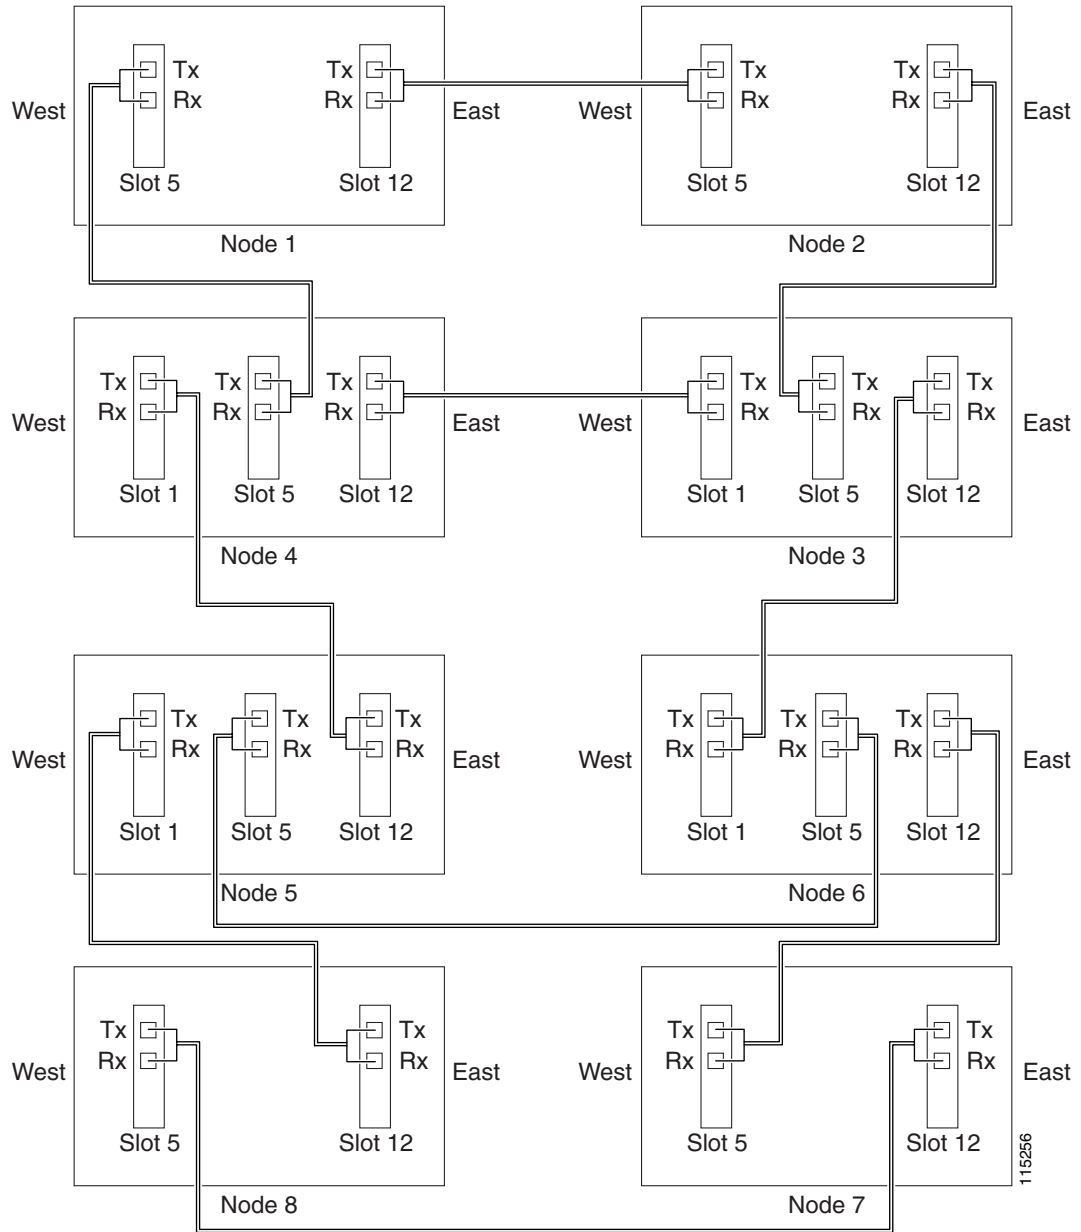 Tx Tx Tx Tx
West Rx Rx East West Rx Rx East
Slot 5 Slot 12 Slot 5 Slot 12
Node 1 Node 2
Tx Tx Tx Tx Tx Tx
West Rx Rx Rx East West Rx Rx Rx East
Slot 1 Slot 5 Slot 12 Slot 1 Slot 5 Slot 12
Node 4 Node 3
Tx Tx Tx Tx Tx Tx
West Rx Rx Rx East West Rx Rx Rx East
Slot 1 Slot 5 Slot 12 Slot 1 Slot 5 Slot 12
Node 5 Node 6
Tx Tx Tx Tx
West Rx Rx East West Rx Rx East
Slot 5 Slot 12 Slot 5 Slot 12
Node 8 Node 7
115256